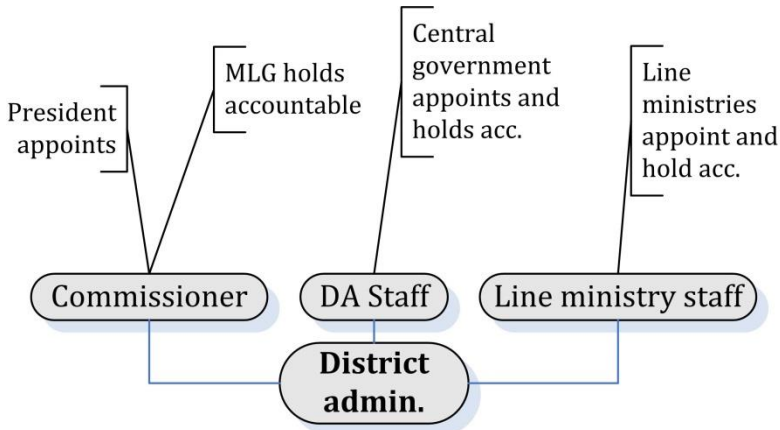 President
appoints
MLG holds
accountable
Central
government
appoints and
holds acc.
Line
ministries
appoint and
hold acc.
Commissioner
DA Staff
Line ministry staff
District
admin.